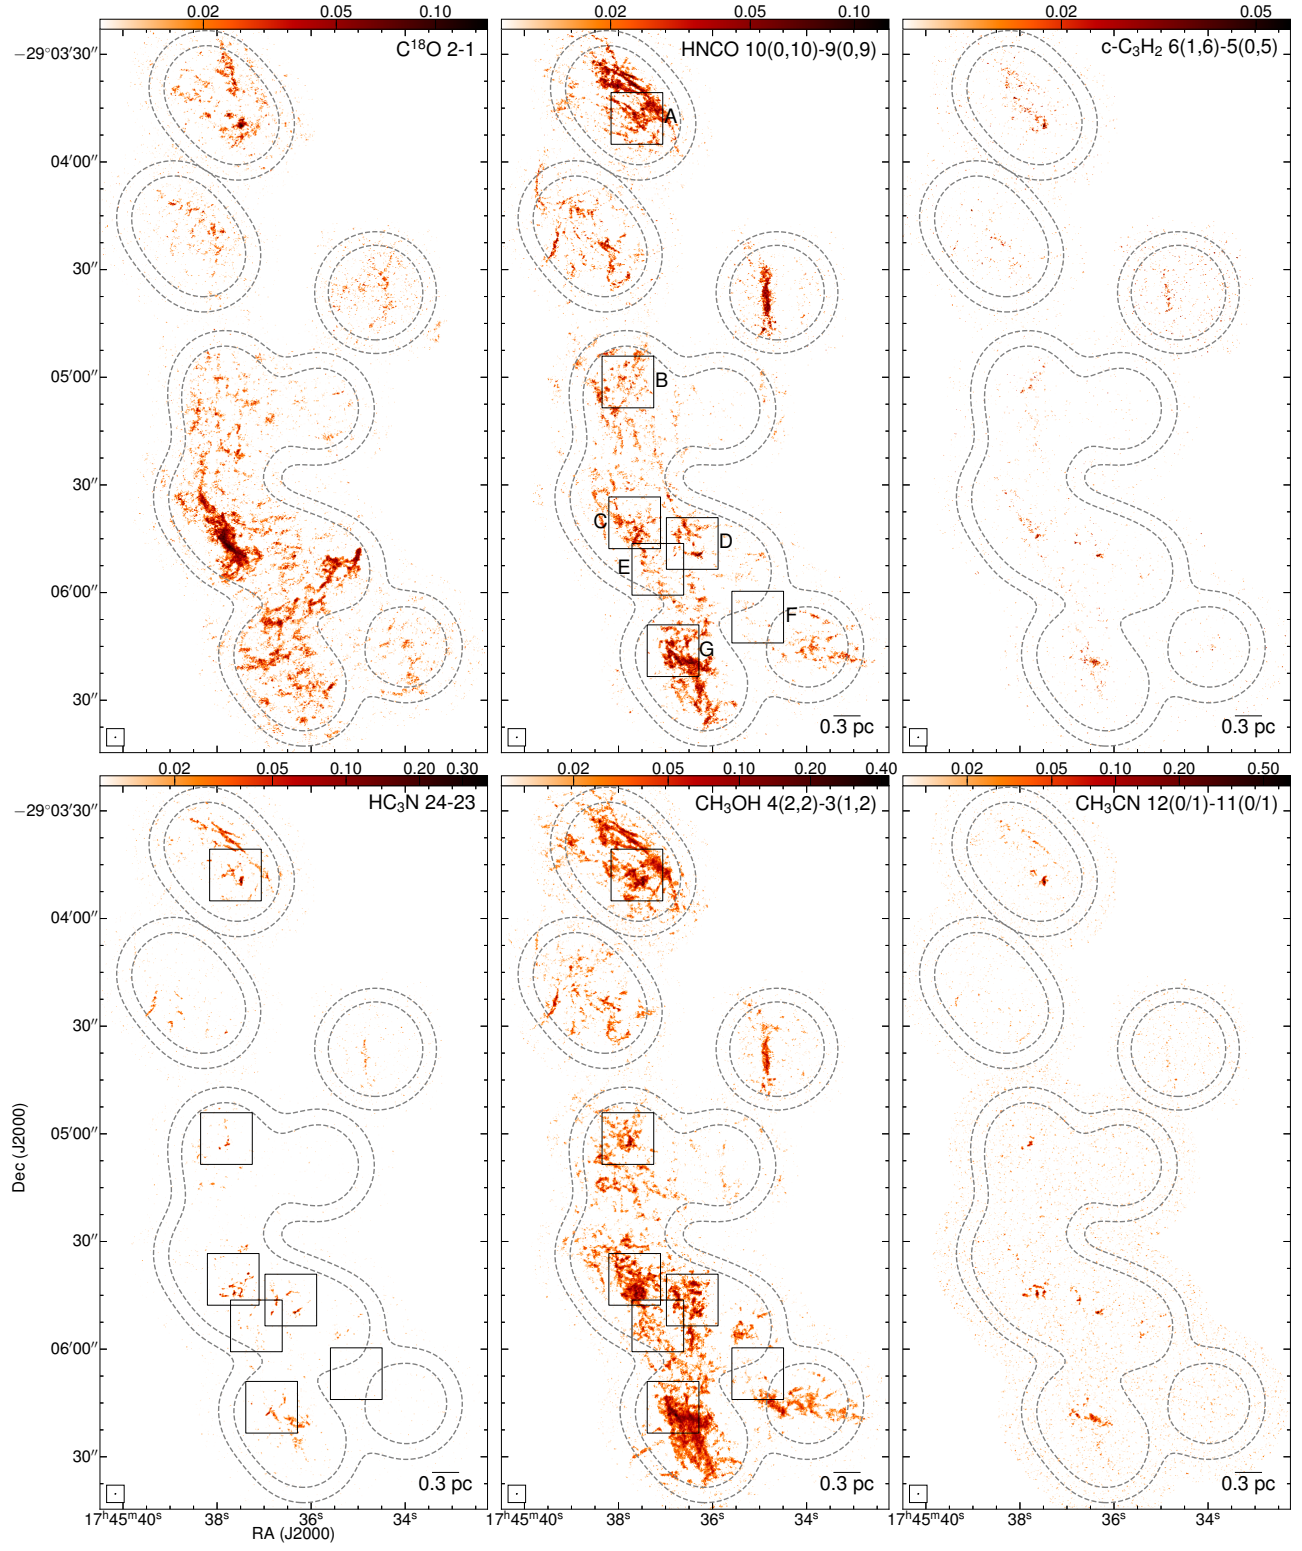 0.02 0.05 0.10 0.02 0.05 0.10 0.02 0.05
C¹⁸O 2-1 HNCO 10(0,10)-9(0,9) c-C₃H₂ 6(1,6)-5(0,5)
−29°03′30″
A
04′00″
30″
05′00″
B
30″
C
D
E
06′00″
F
G
30″
0.3 pc 0.3 pc
0.02 0.05 0.10 0.20 0.30 0.02 0.05 0.10 0.20 0.40 0.02 0.05 0.10 0.20 0.50
HC₃N 24-23 CH₃OH 4(2,2)-3(1,2) CH₃CN 12(0/1)-11(0/1)
−29°03′30″
04′00″
30″
05′00″
30″
06′00″
30″
Dec (J2000)
0.3 pc 0.3 pc 0.3 pc
17ʰ45ᵐ40ˢ 38ˢ 36ˢ 34ˢ 17ʰ45ᵐ40ˢ 38ˢ 36ˢ 34ˢ 17ʰ45ᵐ40ˢ 38ˢ 36ˢ 34ˢ
RA (J2000)